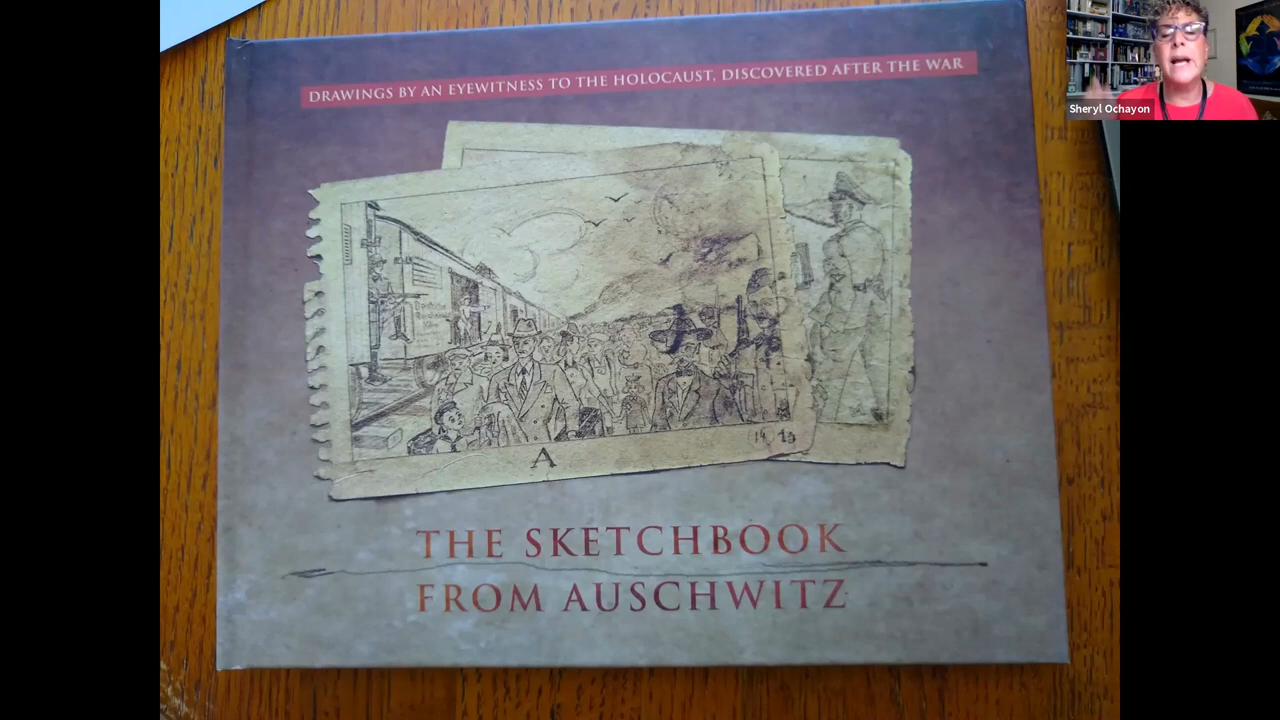 DRAWINGS BY AN EYEWITNESS TO THE HOLOCAUST, DISCOVERED AFTER THE WAR
A
THE SKETCHBOOK
FROM AUSCHWITZ
Sheryl Ochayon